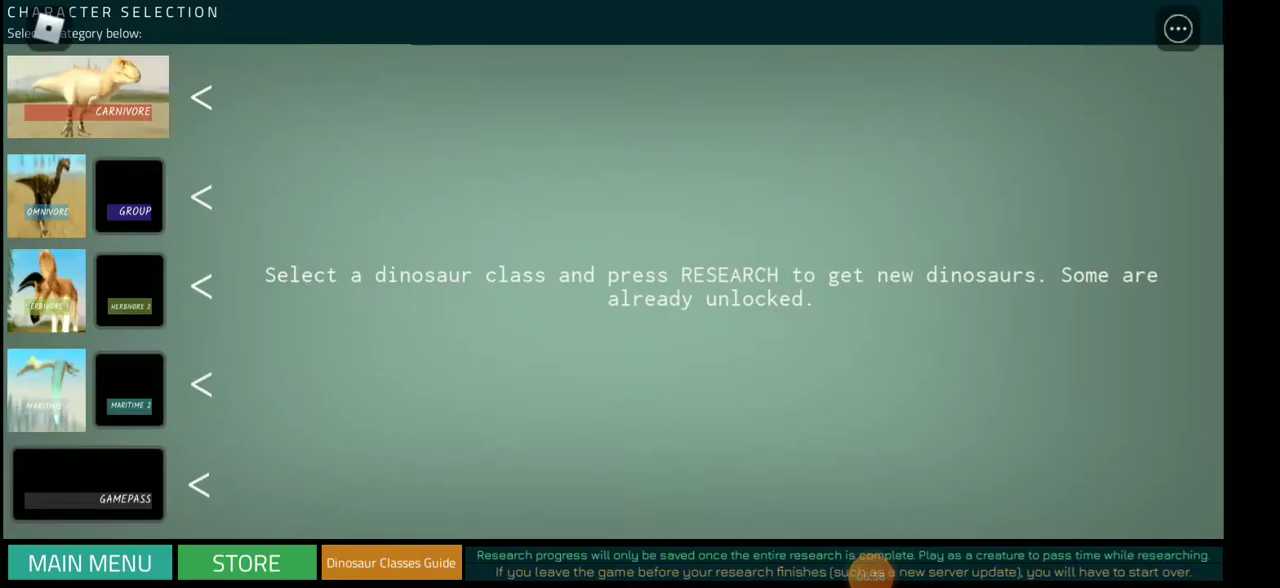 CHARACTER SELECTION
category below:
CARNIVORE
OMNIVORE
GROUP
HERBIVORE 1
HERBIVORE 2
MARITIME
MARITIME 2
GAMEPASS
<
<
<
<
<
Select a dinosaur class and press RESEARCH to get new dinosaurs. Some are
already unlocked.
MAIN MENU
STORE
Dinosaur Classes Guide
Research progress will only be saved once the entire research is complete. Play as a creature to pass time while researching.
If you leave the game before your research finishes (such as a new server update), you will have to start over.